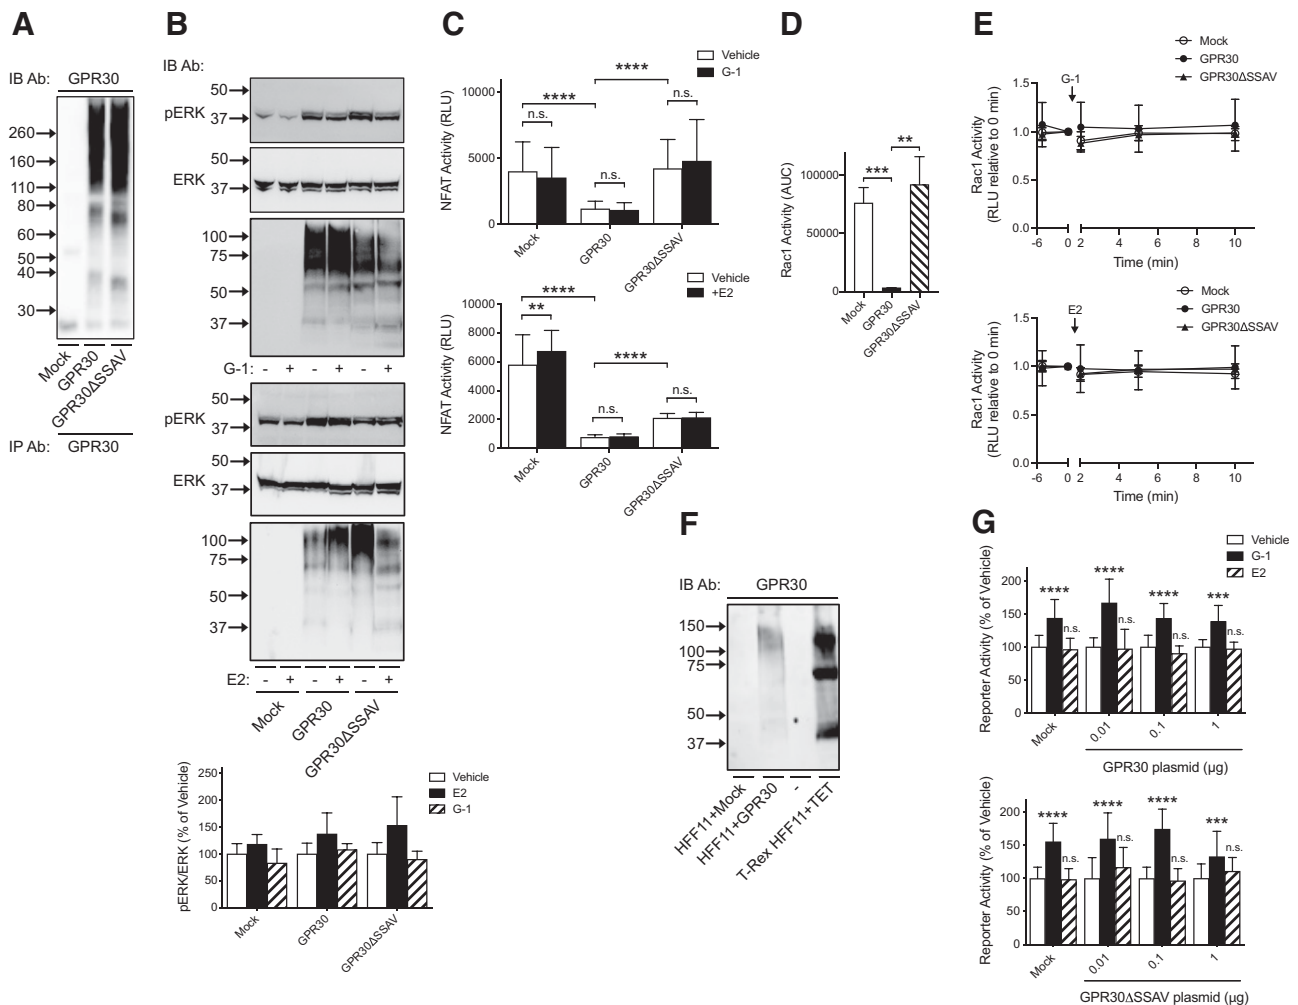 A
IB Ab:
GPR30
260
160
110
80
60
50
40
30
Mock
GPR30
GPR30ΔSSAV
IP Ab:
GPR30
B
IB Ab:
50
pERK
37
50
ERK
37
100
75
50
37
G-1: - + - + - +
50
pERK
37
50
ERK
37
100
75
50
37
E2: - + - + - +
Mock
GPR30
GPR30ΔSSAV
pERK/ERK (% of Vehicle)
250
200
150
100
50
0
Vehicle
E2
G-1
Mock
GPR30
GPR30ΔSSAV
C
Vehicle
G-1
NFAT Activity (RLU)
10000
5000
0
****
****
n.s.
n.s.
n.s.
Mock
GPR30
GPR30ΔSSAV
Vehicle
+E2
NFAT Activity (RLU)
10000
8000
6000
4000
2000
0
****
**
****
n.s.
n.s.
Mock
GPR30
GPR30ΔSSAV
D
Rac1 Activity (AUC)
100000
50000
0
**
***
Mock
GPR30
GPR30ΔSSAV
E
Mock
GPR30
GPR30ΔSSAV
Rac1 Activity
(RLU relative to 0 min)
1.5
1.0
0.5
0.0
G-1
-6 0 2 4 6 8 10
Time (min)
Mock
GPR30
GPR30ΔSSAV
Rac1 Activity
(RLU relative to 0 min)
1.5
1.0
0.5
0.0
E2
-6 0 2 4 6 8 10
Time (min)
F
IB Ab:
GPR30
150
100
75
50
37
HFF11+Mock
HFF11+GPR30
-
T-Rex HFF11+TET
G
Vehicle
G-1
E2
Reporter Activity (% of Vehicle)
200
150
100
50
0
**** **** **** ***
n.s. n.s. n.s. n.s.
Mock 0.01 0.1 1
GPR30 plasmid (µg)
Reporter Activity (% of Vehicle)
200
150
100
50
0
**** **** **** ***
n.s. n.s. n.s. n.s.
Mock 0.01 0.1 1
GPR30ΔSSAV plasmid (µg)